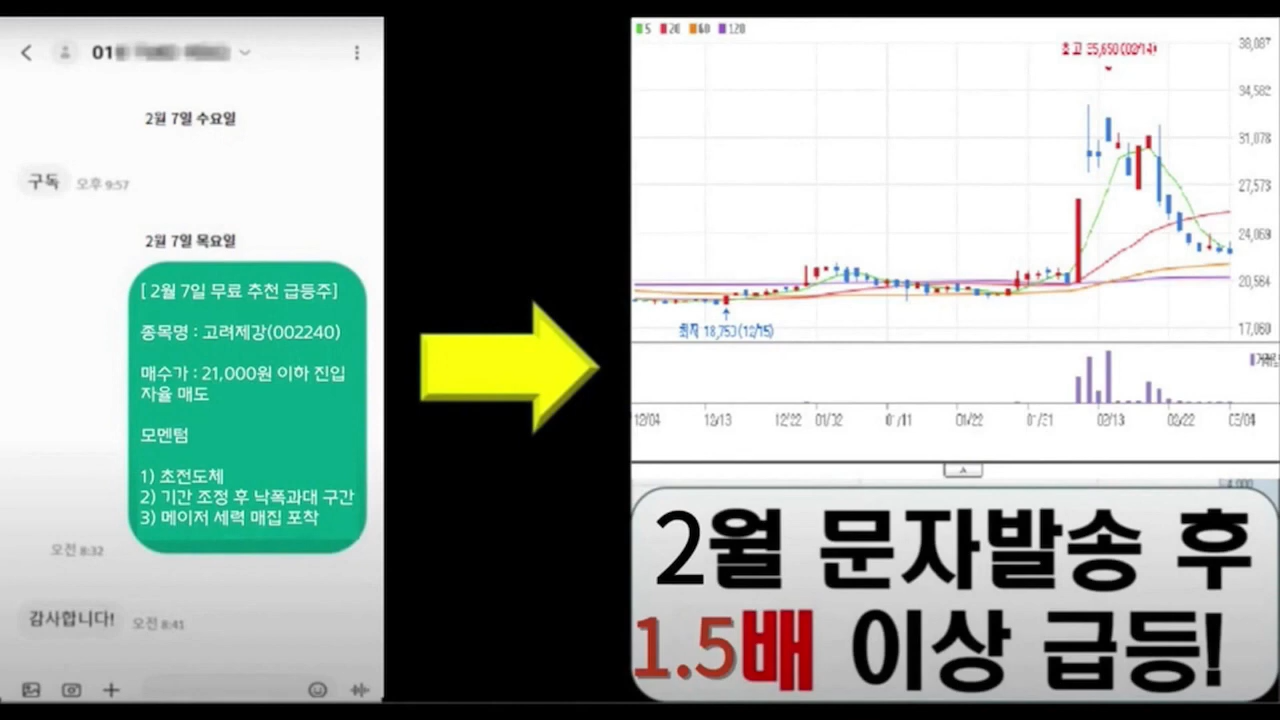 2월 7일 수요일
구독 오후 9:57
2월 7일 목요일
[ 2월 7일 무료 추천 급등주]
종목명 : 고려제강(002240)
매수가 : 21,000원 이하 진입
자율 매도
모멘텀
1) 초전도체
2) 기간 조정 후 낙폭과대 구간
3) 메이저 세력 매집 포착
오전 8:32
감사합니다! 오전 8:41
5 20 60 120
38,087
34,582
31,078
27,573
24,069
20,564
17,060
최저 18,750(12/15)
12/04 12/13 12/22 01/02 01/11 01/22 01/31 02/13 02/22
2월 문자발송 후
1.5배 이상 급등!